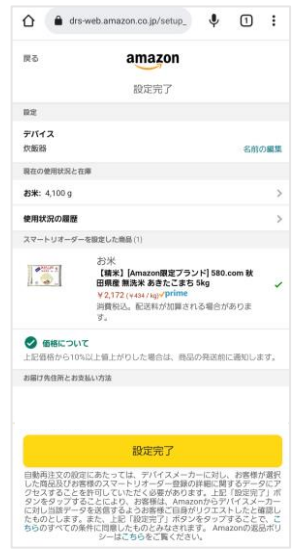 drs-web.amazon.co.jp/setup_
1
戻る
amazon
設定完了
設定
デバイス
炊飯器
名前の編集
現在の使用状況と在庫
お米: 4,100 g
使用状況の履歴
スマートリオーダーを設定した商品 (1)
お米
【精米】[Amazon限定ブランド] 580.com 秋
田県産 無洗米 あきたこまち 5kg
￥2,172 (￥434 / kg) prime
消費税込。配送料が加算される場合がありま
す。
価格について
上記価格から10%以上値上がりした場合は、商品の発送前に通知します。
お届け先住所とお支払い方法
設定完了
自動再注文の設定にあたっては、デバイスメーカーに対し、お客様が選択
した商品及びお客様のスマートリオーダー登録の詳細に関するデータにア
クセスすることを許可していただく必要があります。上記「設定完了」ボ
タンをタップすることにより、お客様は、Amazonからデバイスメーカー
に対し当該データを送信するようお客様ご自身がリクエストしたと確認し
たものとします。また、上記「設定完了」ボタンをタップすることで、こ
ちらのすべての条件に同意したものとみなされます。 Amazonの返品ポリ
シーはこちらをご覧ください。